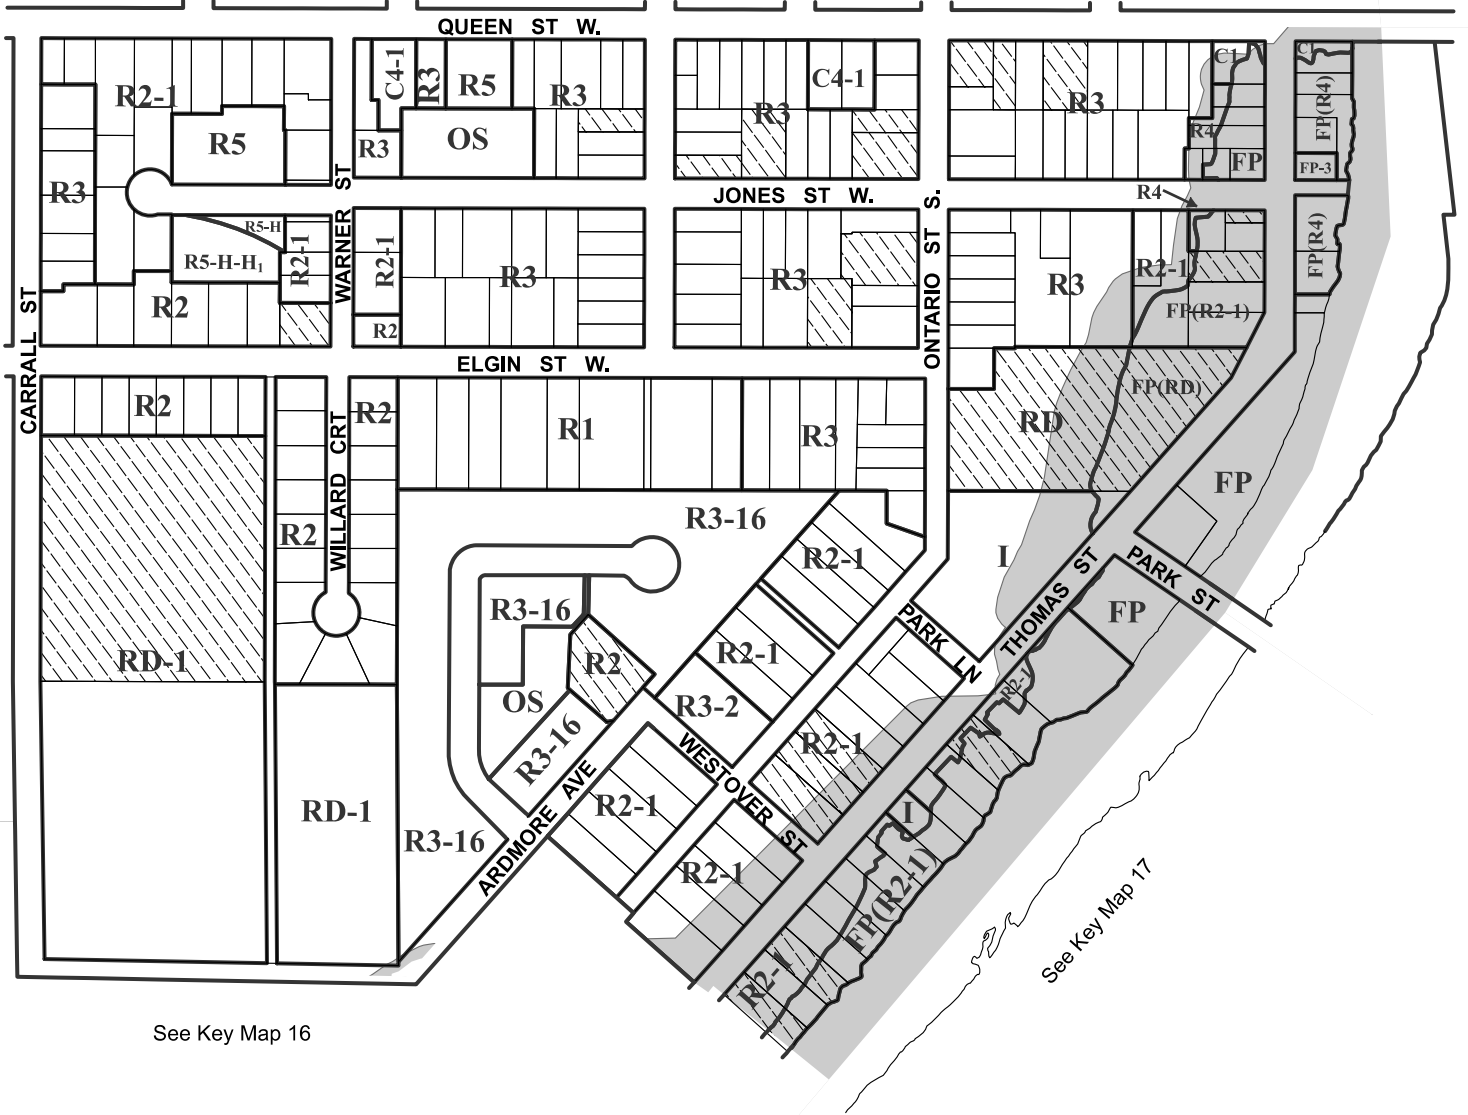 QUEEN ST W.
R2-1
C4-1
R3
R5
R3
C4-1
R3
R3
C1
C1
FP(R4)
R5
R3
OS
R4
FP
FP-3
R3
JONES ST W.
R4
WARNER ST
R5-H
R5-H-H1
R2-1
R2-1
R3
R3
R3
R2-1
FP(R4)
R2
R2
FP(R2-1)
CARRALL ST
ELGIN ST W.
ONTARIO ST S.
R2
R2
R1
R3
RD
FP(RD)
WILLARD CRT
R2
R3-16
R2-1
I
FP
THOMAS ST
PARK ST
R3-16
R2
R2-1
PARK LN
FP
RD-1
OS
R3-2
R2-1
R3-16
WESTOVER ST
R2-1
RD-1
R3-16
ARDMORE AVE
R2-1
R2-1
I
FP(R2-1)
R2-1
See Key Map 17
See Key Map 16